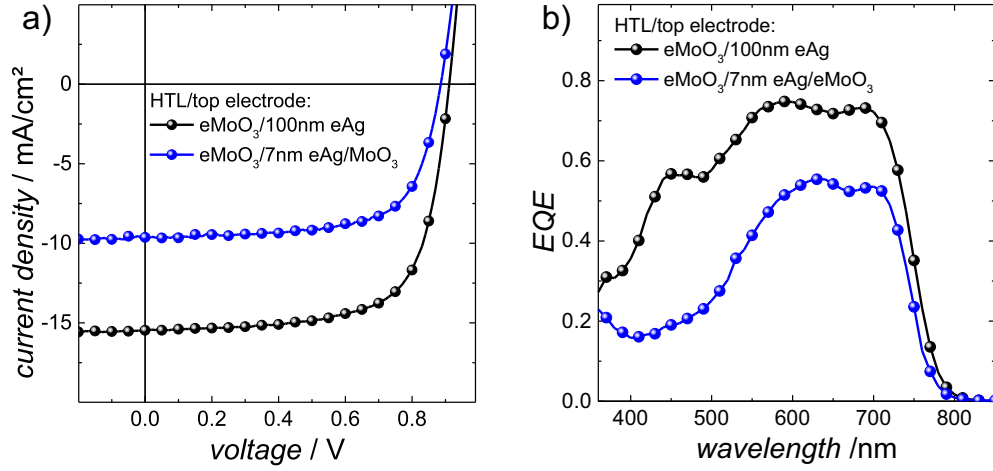 a)
0
-5
-10
-15
0.0 0.2 0.4 0.6 0.8
current density / mA/cm²
voltage / V
HTL/top electrode:
eMoO₃/100nm eAg
eMoO₃/7nm eAg/MoO₃
b)
0.8
0.6
0.4
0.2
0.0
400 500 600 700 800
EQE
wavelength /nm
HTL/top electrode:
eMoO₃/100nm eAg
eMoO₃/7nm eAg/eMoO₃